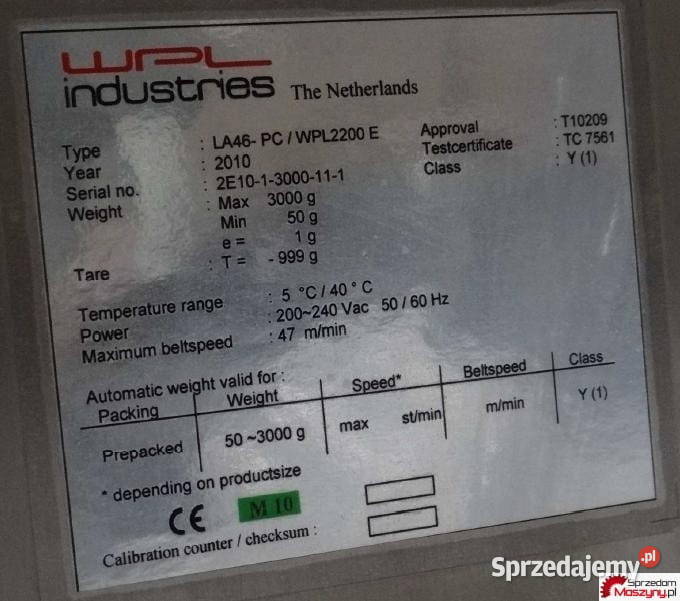 WPL
industries The Netherlands
Type : LA46- PC / WPL2200 E Approval : T10209
Year : 2010 Testcertificate : TC 7561
Serial no. : 2E10-1-3000-11-1 Class : Y (1)
Weight : Max 3000 g
Min 50 g
e = 1 g
Tare : T = - 999 g
Temperature range : 5 °C / 40 ° C
Power : 200~240 Vac 50 / 60 Hz
Maximum beltspeed : 47 m/min
Automatic weight valid for :
Packing Weight Speed* Beltspeed Class
Prepacked 50 ~3000 g max st/min m/min Y (1)
* depending on productsize
CE M 10
Calibration counter / checksum :
Sprzedajemy.pl
Sprzedom
Maszyny.pl